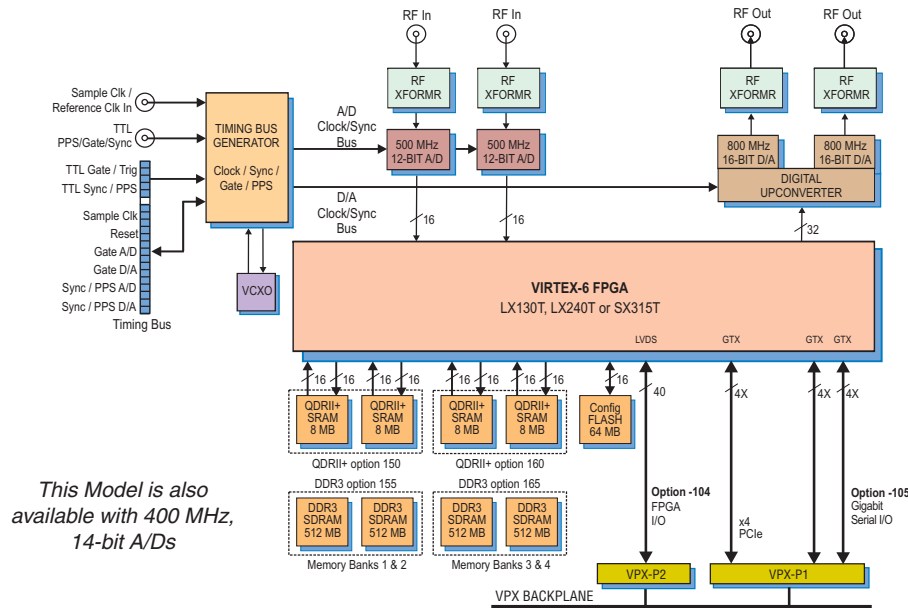 RF In
RF In
RF Out
RF Out
Sample Clk /
Reference Clk In
TTL
PPS/Gate/Sync
TTL Gate / Trig
TTL Sync / PPS
Sample Clk
Reset
Gate A/D
Gate D/A
Sync / PPS A/D
Sync / PPS D/A
Timing Bus
TIMING BUS
GENERATOR
Clock / Sync /
Gate / PPS
VCXO
A/D
Clock/Sync
Bus
D/A
Clock/Sync
Bus
RF
XFORMR
RF
XFORMR
RF
XFORMR
RF
XFORMR
500 MHz
12-BIT A/D
500 MHz
12-BIT A/D
800 MHz
16-BIT D/A
800 MHz
16-BIT D/A
DIGITAL
UPCONVERTER
16
16
32
VIRTEX-6 FPGA
LX130T, LX240T or SX315T
LVDS
GTX
GTX
GTX
16
16
16
16
16
16
16
16
16
40
4X
4X
4X
QDRII+
SRAM
8 MB
QDRII+
SRAM
8 MB
QDRII+
SRAM
8 MB
QDRII+
SRAM
8 MB
Config
FLASH
64 MB
QDRII+ option 150
QDRII+ option 160
DDR3 option 155
DDR3 option 165
DDR3
SDRAM
512 MB
DDR3
SDRAM
512 MB
DDR3
SDRAM
512 MB
DDR3
SDRAM
512 MB
Memory Banks 1 & 2
Memory Banks 3 & 4
This Model is also
available with 400 MHz,
14-bit A/Ds
Option -104
FPGA
I/O
x4
PCIe
Option -105
Gigabit
Serial I/O
VPX-P2
VPX-P1
VPX BACKPLANE